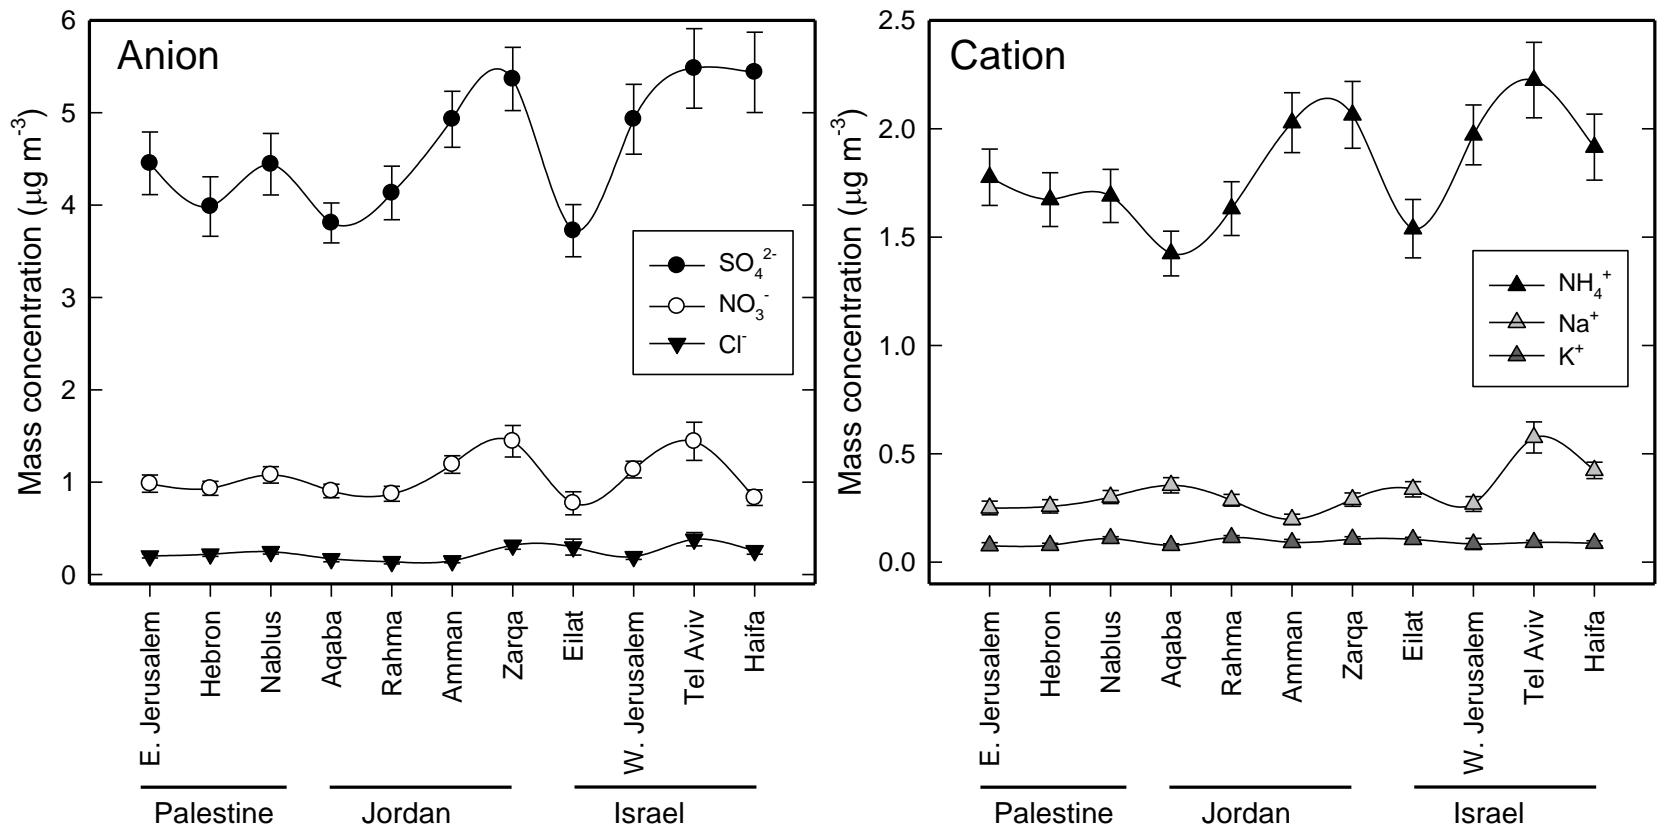 Anion
Mass concentration (μg m-3)
6
5
4
3
2
1
0
SO42-
NO3-
Cl-
E. Jerusalem
Hebron
Nablus
Aqaba
Rahma
Amman
Zarqa
Eilat
W. Jerusalem
Tel Aviv
Haifa
Palestine
Jordan
Israel
Cation
Mass concentration (μg m-3)
2.5
2.0
1.5
1.0
0.5
0.0
NH4+
Na+
K+
E. Jerusalem
Hebron
Nablus
Aqaba
Rahma
Amman
Zarqa
Eilat
W. Jerusalem
Tel Aviv
Haifa
Palestine
Jordan
Israel